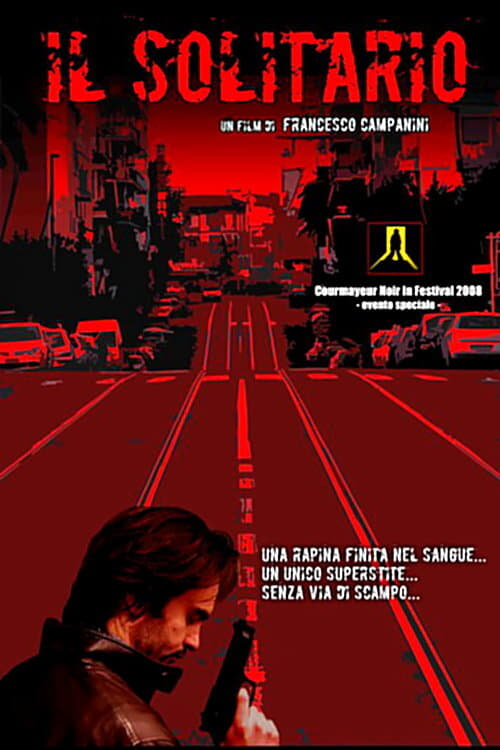 IL SOLITARIO
UN FILM DI FRANCESCO CAMPANINI
Courmayeur Noir In Festival 2008
- evento speciale -
UNA RAPINA FINITA NEL SANGUE...
UN UNICO SUPERSTITE...
SENZA VIA DI SCAMPO...